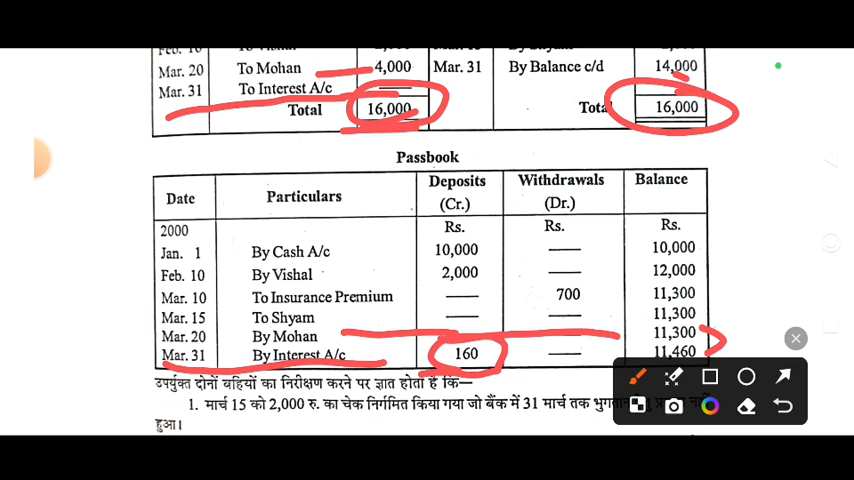 Mar. 20 To Mohan 4,000 Mar. 31 By Balance c/d 14,000
Mar. 31 To Interest A/c ——
Total 16,000 Total 16,000
Passbook
Date Particulars Deposits (Cr.) Withdrawals (Dr.) Balance
2000 Rs. Rs. Rs.
Jan. 1 By Cash A/c 10,000 —— 10,000
Feb. 10 By Vishal 2,000 —— 12,000
Mar. 10 To Insurance Premium —— 700 11,300
Mar. 15 To Shyam —— —— 11,300
Mar. 20 By Mohan 11,300
Mar. 31 By Interest A/c 160 —— 11,460
उपर्युक्त दोनों बहियों का निरीक्षण करने पर ज्ञात होता है कि—
1. मार्च 15 को 2,000 रु. का चेक निर्गमित किया गया जो बैंक में 31 मार्च तक
हुआ।